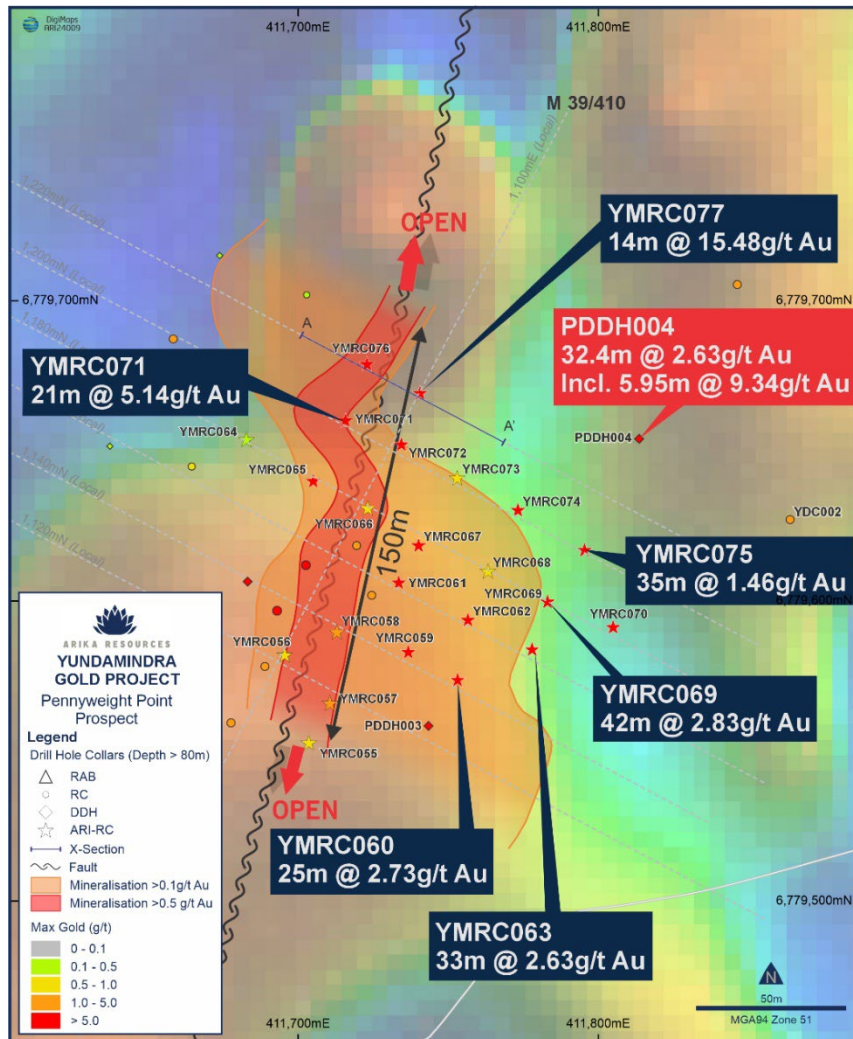 DigiMaps
ARI24009
411,700mE
411,800mE
M 39/410
1,100mE (Local)
1,220mN (Local)
1,200mN (Local)
1,180mN (Local)
1,140mN (Local)
1,120mN (Local)
OPEN
YMRC077
14m @ 15.48g/t Au
6,779,700mN
6,779,700mN
PDDH004
32.4m @ 2.63g/t Au
Incl. 5.95m @ 9.34g/t Au
A
YMRC076
YMRC071
21m @ 5.14g/t Au
YMRC071
A'
YMRC064
YMRC072
PDDH004
YMRC065
YMRC073
YMRC074
YMRC066
YDC002
150m
YMRC067
YMRC068
YMRC075
35m @ 1.46g/t Au
YMRC061
YMRC069
6,779,600mN
YMRC062
YMRC070
YMRC058
YMRC056
YMRC059
YMRC069
42m @ 2.83g/t Au
YMRC057
PDDH003
YMRC055
OPEN
YMRC060
25m @ 2.73g/t Au
YMRC063
33m @ 2.63g/t Au
6,779,500mN
ARIKA RESOURCES
YUNDAMINDRA
GOLD PROJECT
Pennyweight Point
Prospect
Legend
Drill Hole Collars (Depth > 80m)
RAB
RC
DDH
ARI-RC
X-Section
Fault
Mineralisation >0.1g/t Au
Mineralisation >0.5 g/t Au
Max Gold (g/t)
0 - 0.1
0.1 - 0.5
0.5 - 1.0
1.0 - 5.0
> 5.0
N
50m
MGA94 Zone 51
411,700mE
411,800mE